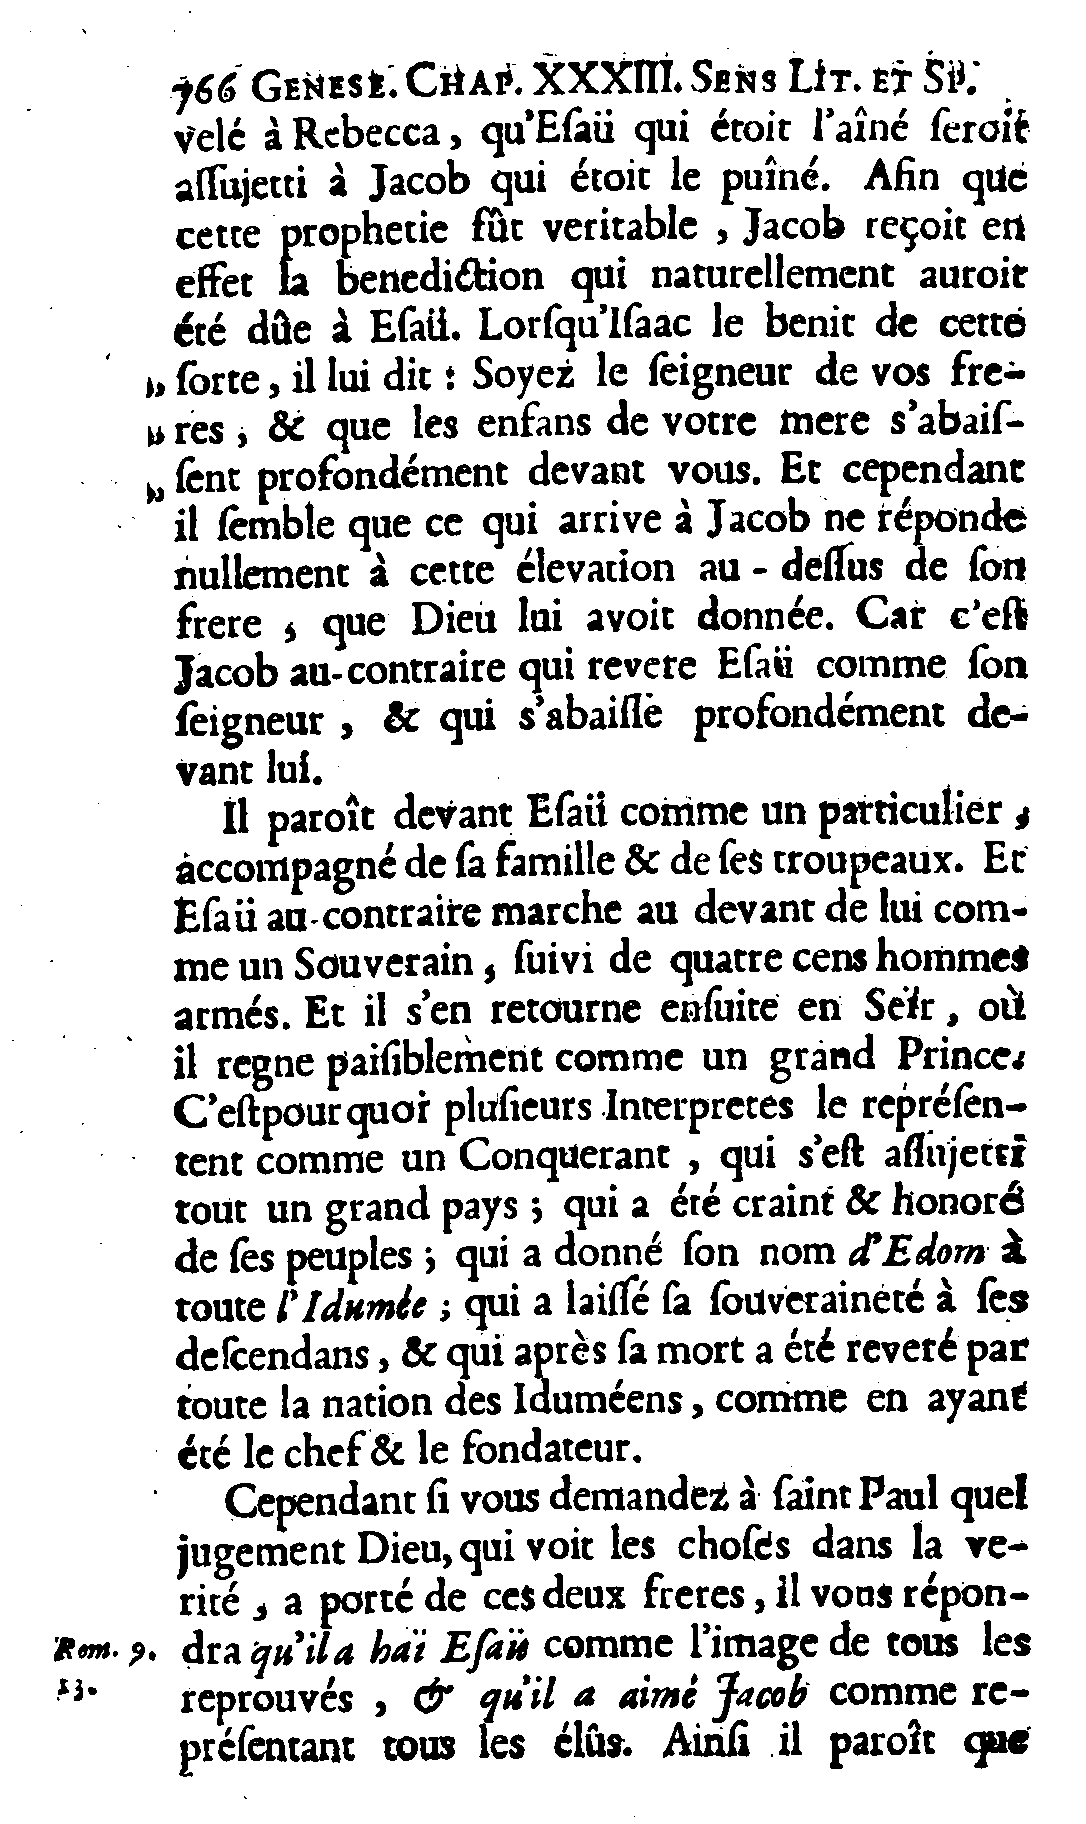 766 GENESE. CHAP. XXXIII. SENS LIT. ET SP.
velé à Rebecca, qu'Eſaü qui étoit l'aîné ſeroit
aſſujetti à Jacob qui étoit le puîné. Afin que
cette prophetie fût veritable, Jacob reçoit en
effet la benediction qui naturellement auroit
été dûe à Eſaü. Lorſqu'Iſaac le benit de cette
„ ſorte, il lui dit : Soyez le ſeigneur de vos fre-
„ res, & que les enfans de votre mere s'abaiſ-
„ ſent profondément devant vous. Et cependant
il ſemble que ce qui arrive à Jacob ne réponde
nullement à cette élevation au-deſſus de ſon
frere, que Dieu lui avoit donnée. Car c'eſt
Jacob au-contraire qui revere Eſaü comme ſon
ſeigneur, & qui s'abaiſſe profondément de-
vant lui.
Il paroît devant Eſaü comme un particulier,
accompagné de ſa famille & de ſes troupeaux. Et
Eſaü au-contraire marche au devant de lui com-
me un Souverain, ſuivi de quatre cens hommes
armés. Et il s'en retourne enſuite en Seïr, où
il regne paiſiblement comme un grand Prince.
C'eſtpourquoi pluſieurs Interpretes le repréſen-
tent comme un Conquerant, qui s'eſt aſſujetti
tout un grand pays ; qui a été craint & honoré
de ſes peuples ; qui a donné ſon nom d'Edom à
toute l'Idumée ; qui a laiſſé ſa ſouveraineté à ſes
deſcendans, & qui après ſa mort a été reveré par
toute la nation des Iduméens, comme en ayant
été le chef & le fondateur.
Cependant ſi vous demandez à ſaint Paul quel
jugement Dieu, qui voit les choſes dans la ve-
rité, a porté de ces deux freres, il vous répon-
Rom. 9. dra qu'il a haï Eſaü comme l'image de tous les
13. reprouvés, & qu'il a aimé Jacob comme re-
préſentant tous les élûs. Ainſi il paroît que